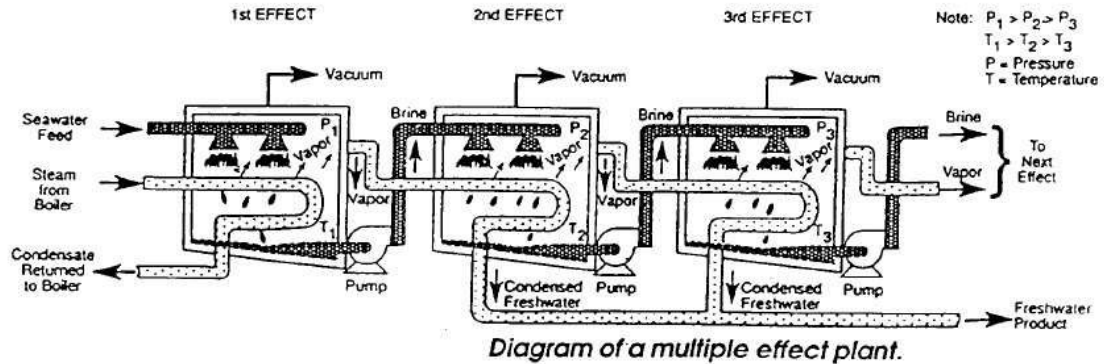 1st EFFECT
2nd EFFECT
3rd EFFECT
Note: P1 > P2 > P3
T1 > T2 > T3
P = Pressure
T = Temperature
Vacuum
Vacuum
Vacuum
Seawater
Feed
P1
Vapor
Brine
P2
Vapor
Brine
P3
Vapor
Brine
To
Next
Effect
Steam
from
Boiler
Vapor
Vapor
Vapor
T1
T2
T3
Condensate
Returned
to Boiler
Pump
Condensed
Freshwater
Pump
Condensed
Freshwater
Pump
Freshwater
Product
Diagram of a multiple effect plant.